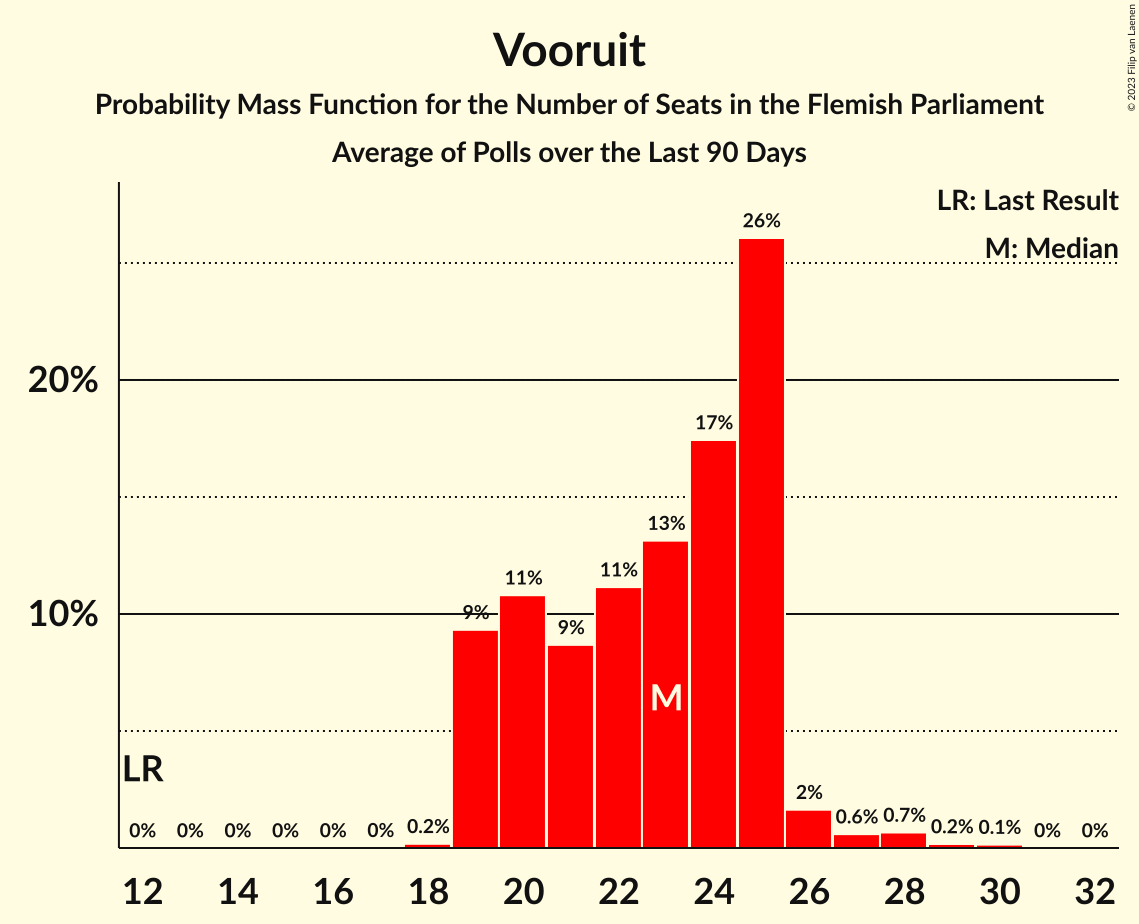 Vooruit
Probability Mass Function for the Number of Seats in the Flemish Parliament
Average of Polls over the Last 90 Days
© 2023 Filip van Laenen
LR: Last Result
M: Median
26%
20%
17%
13%
11%
11%
10%
9%
9%
M
LR
2%
0% 0% 0% 0% 0% 0% 0.2% 0.6% 0.7% 0.2% 0.1% 0% 0%
12 14 16 18 20 22 24 26 28 30 32